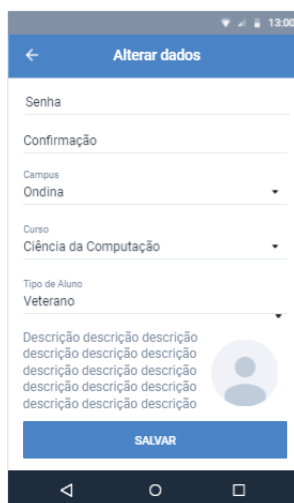 13:00
Alterar dados
Senha
Confirmação
Campus
Ondina
Curso
Ciência da Computação
Tipo de Aluno
Veterano
Descrição descrição descrição
descrição descrição descrição
descrição descrição descrição
descrição descrição descrição
descrição descrição descrição
SALVAR